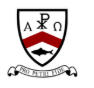 Α Ω
PRO PETRI FIDE